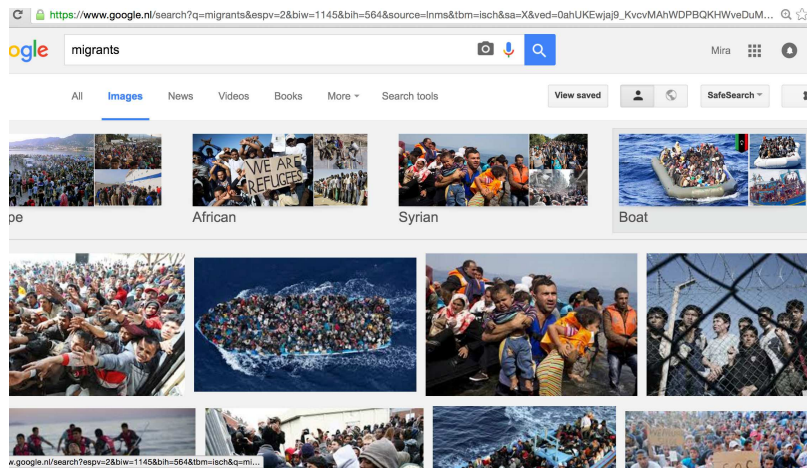 https://www.google.nl/search?q=migrants&espv=2&biw=1145&bih=564&source=lnms&tbm=isch&sa=X&ved=0ahUKEwjaj9_KvcvMAhWDPBQKHWveDuM...
ogle
migrants
Mira
All Images News Videos Books More Search tools View saved SafeSearch
WE ARE
REFUGEES
pe African Syrian Boat
w.google.nl/search?espv=2&biw=1145&bih=564&tbm=isch&q=mi...